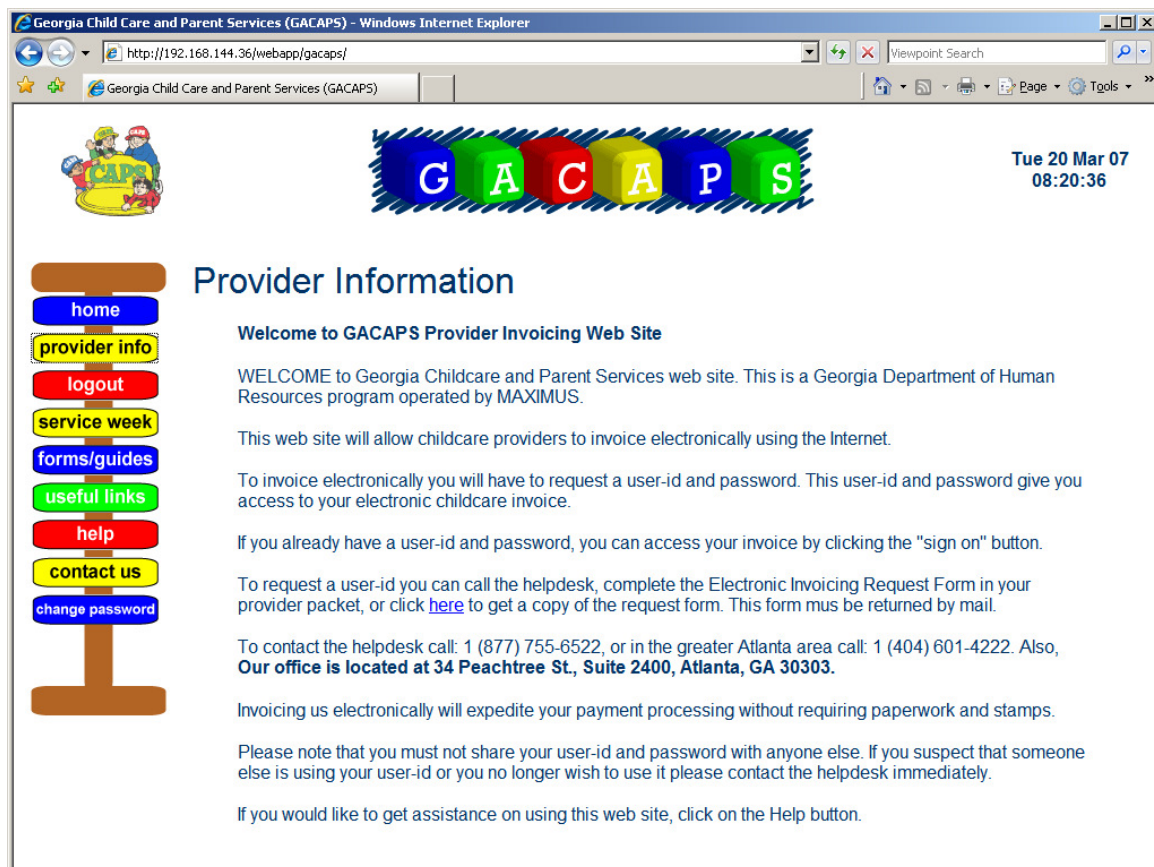 Georgia Child Care and Parent Services (GACAPS) - Windows Internet Explorer
http://192.168.144.36/webapp/gacaps/
Viewpoint Search
Georgia Child Care and Parent Services (GACAPS)
Page
Tools
»
CAPS
GACAPS
Tue 20 Mar 07
08:20:36
home
provider info
logout
service week
forms/guides
useful links
help
contact us
change password
Provider Information
Welcome to GACAPS Provider Invoicing Web Site
WELCOME to Georgia Childcare and Parent Services web site. This is a Georgia Department of Human
Resources program operated by MAXIMUS.
This web site will allow childcare providers to invoice electronically using the Internet.
To invoice electronically you will have to request a user-id and password. This user-id and password give you
access to your electronic childcare invoice.
If you already have a user-id and password, you can access your invoice by clicking the "sign on" button.
To request a user-id you can call the helpdesk, complete the Electronic Invoicing Request Form in your
provider packet, or click here to get a copy of the request form. This form mus be returned by mail.
To contact the helpdesk call: 1 (877) 755-6522, or in the greater Atlanta area call: 1 (404) 601-4222. Also,
Our office is located at 34 Peachtree St., Suite 2400, Atlanta, GA 30303.
Invoicing us electronically will expedite your payment processing without requiring paperwork and stamps.
Please note that you must not share your user-id and password with anyone else. If you suspect that someone
else is using your user-id or you no longer wish to use it please contact the helpdesk immediately.
If you would like to get assistance on using this web site, click on the Help button.